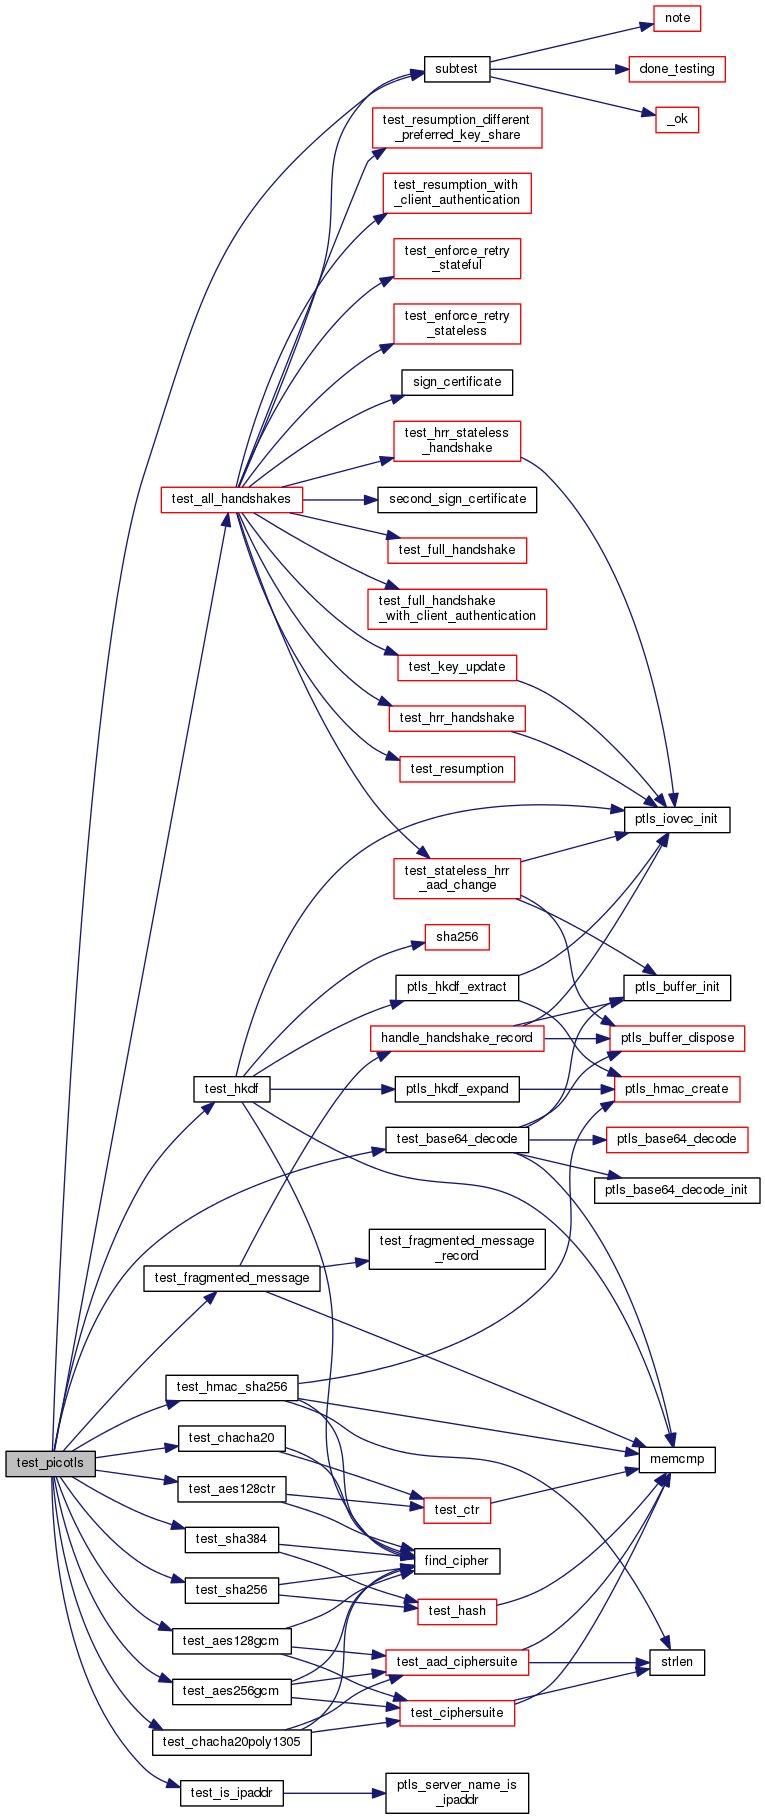 note
subtest
done_testing
_ok
test_resumption_different
_preferred_key_share
test_resumption_with
_client_authentication
test_enforce_retry
_stateful
test_enforce_retry
_stateless
sign_certificate
test_hrr_stateless
_handshake
test_all_handshakes
second_sign_certificate
test_full_handshake
test_full_handshake
_with_client_authentication
test_key_update
test_hrr_handshake
test_resumption
ptls_iovec_init
test_stateless_hrr
_aad_change
sha256
ptls_hkdf_extract
ptls_buffer_init
handle_handshake_record
ptls_buffer_dispose
test_hkdf
ptls_hkdf_expand
ptls_hmac_create
test_base64_decode
ptls_base64_decode
ptls_base64_decode_init
test_fragmented_message
_record
test_fragmented_message
test_hmac_sha256
test_chacha20
test_picotls
memcmp
test_aes128ctr
test_ctr
test_sha384
find_cipher
test_sha256
test_hash
test_aes128gcm
test_aad_ciphersuite
strlen
test_aes256gcm
test_ciphersuite
test_chacha20poly1305
test_is_ipaddr
ptls_server_name_is
_ipaddr